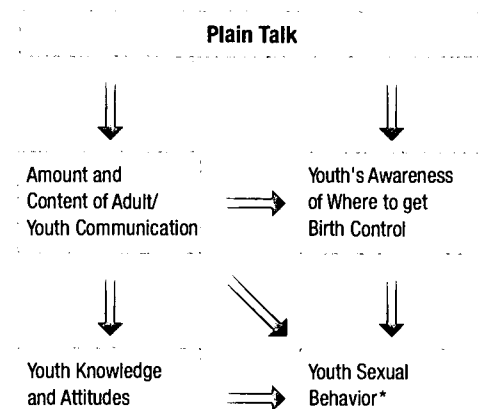 Plain Talk
Amount and
Content of Adult/
Youth Communication
Youth's Awareness
of Where to get
Birth Control
Youth Knowledge
and Attitudes
Youth Sexual
Behavior*